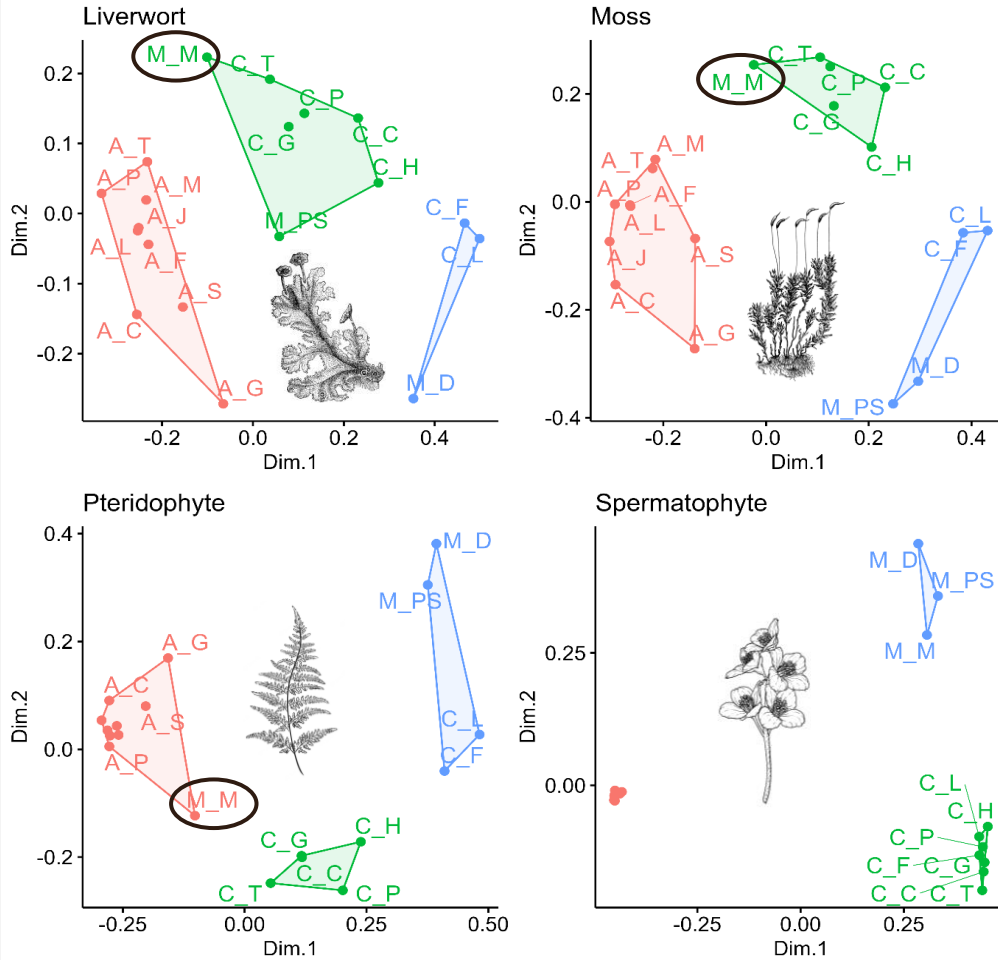 Liverwort
M_M
C_T
C_P
C_G
C_C
C_H
M_PS
A_T
A_P
A_M
A_J
A_L
A_F
A_S
A_C
A_G
C_F
C_L
M_D
0.2
0.1
0.0
-0.1
-0.2
Dim.2
-0.2
0.0
0.2
0.4
Dim.1
Moss
C_T
M_M
C_P
C_C
C_G
C_H
A_M
A_T
A_P
A_F
A_L
A_S
A_J
A_C
A_G
C_L
C_F
M_D
M_PS
0.2
0.0
-0.2
-0.4
Dim.2
-0.2
0.0
0.2
0.4
Dim.1
Pteridophyte
M_D
M_PS
A_G
A_C
A_S
A_P
M_M
C_L
C_F
C_H
C_G
C_C
C_T
C_P
0.4
0.2
0.0
-0.2
Dim.2
-0.25
0.00
0.25
0.50
Dim.1
Spermatophyte
M_D
M_PS
M_M
C_L
C_H
C_P
C_F
C_G
C_C
C_T
0.25
0.00
Dim.2
-0.25
0.00
0.25
Dim.1